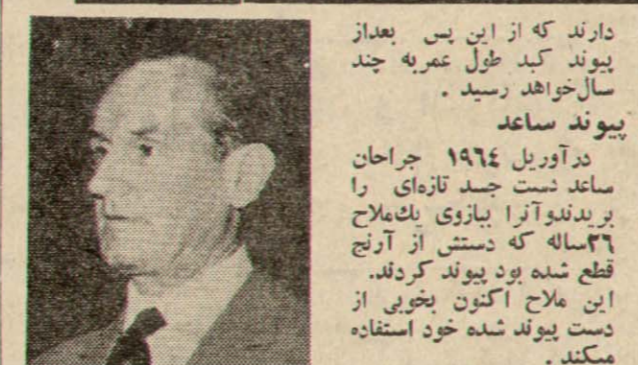 دارند که از این پس بعداز
پیوند کبد طول عمربه چند
سال‌خواهد رسید .
پیوند ساعد
درآوریل ۱۹٦٤ جراحان
ساعد دست جسد تازه‌ای را
بریدندوآنرا ببازوی یك‌ملاح
۳٦ساله که دستش از آرنج
قطع شده بود پیوند کردند.
این ملاح اکنون بخوبی از
دست پیوند شده خود استفاده
میکند .